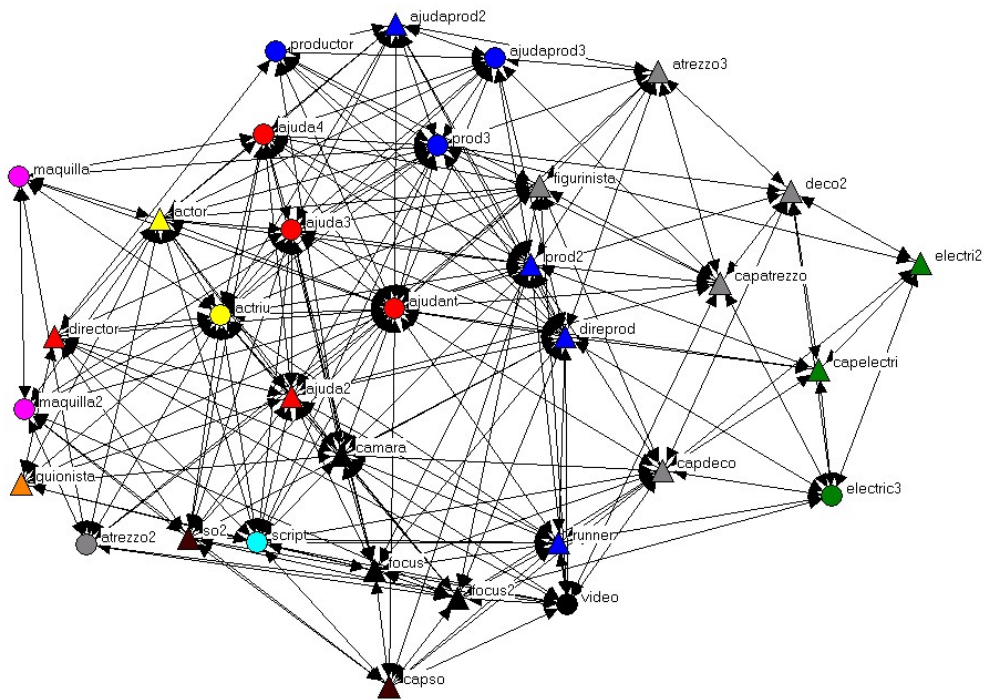 ajudaprod2
productor
ajudaprod3
atrezzo3
ajuda4
prod3
maquilla
figurinista
deco2
actor
ajuda3
prod2
electri2
capatrezzo
ajudant
actriu
director
direprod
capelectri
ajuda2
maquilla2
camara
capdeco
guionista
electric3
atrezzo2
so2
script
runner
focus
focus2
video
capso